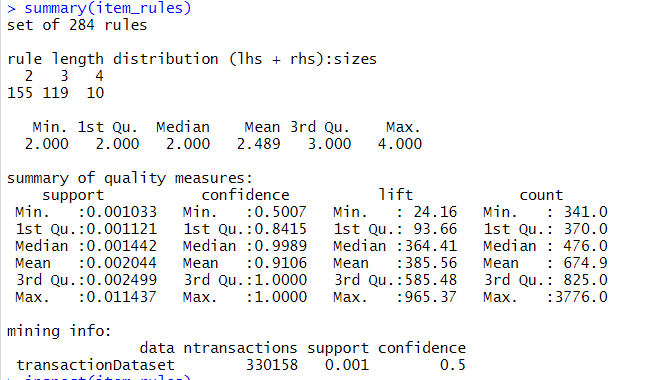 > summary(item_rules)
set of 284 rules
rule length distribution (lhs + rhs):sizes
2 3 4
155 119 10
Min. 1st Qu. Median Mean 3rd Qu. Max.
2.000 2.000 2.000 2.489 3.000 4.000
summary of quality measures:
support confidence lift count
Min. :0.001033 Min. :0.5007 Min. : 24.16 Min. : 341.0
1st Qu.:0.001121 1st Qu.:0.8415 1st Qu.: 93.66 1st Qu.: 370.0
Median :0.001442 Median :0.9989 Median :364.41 Median : 476.0
Mean :0.002044 Mean :0.9106 Mean :385.56 Mean : 674.9
3rd Qu.:0.002499 3rd Qu.:1.0000 3rd Qu.:585.48 3rd Qu.: 825.0
Max. :0.011437 Max. :1.0000 Max. :965.37 Max. :3776.0
mining info:
data ntransactions support confidence
transactionDataset 330158 0.001 0.5
> inspect(item_rules)